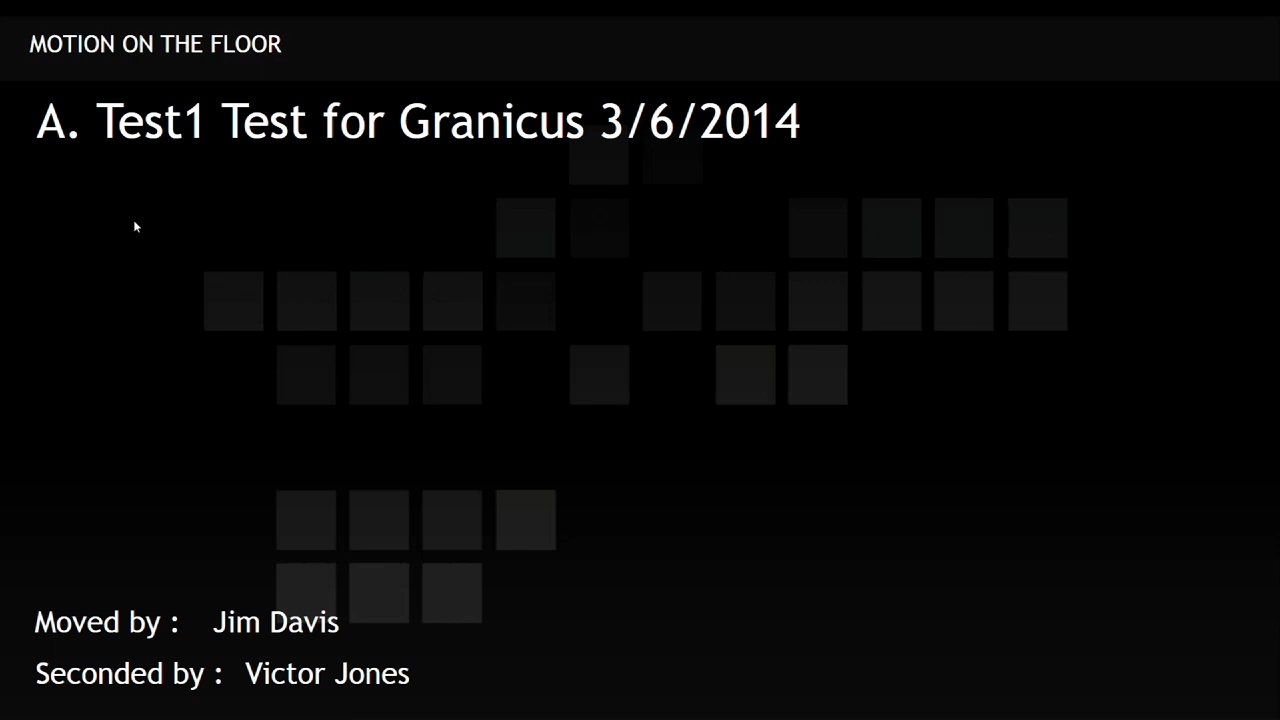 MOTION ON THE FLOOR
A. Test1 Test for Granicus 3/6/2014
Moved by : Jim Davis
Seconded by : Victor Jones